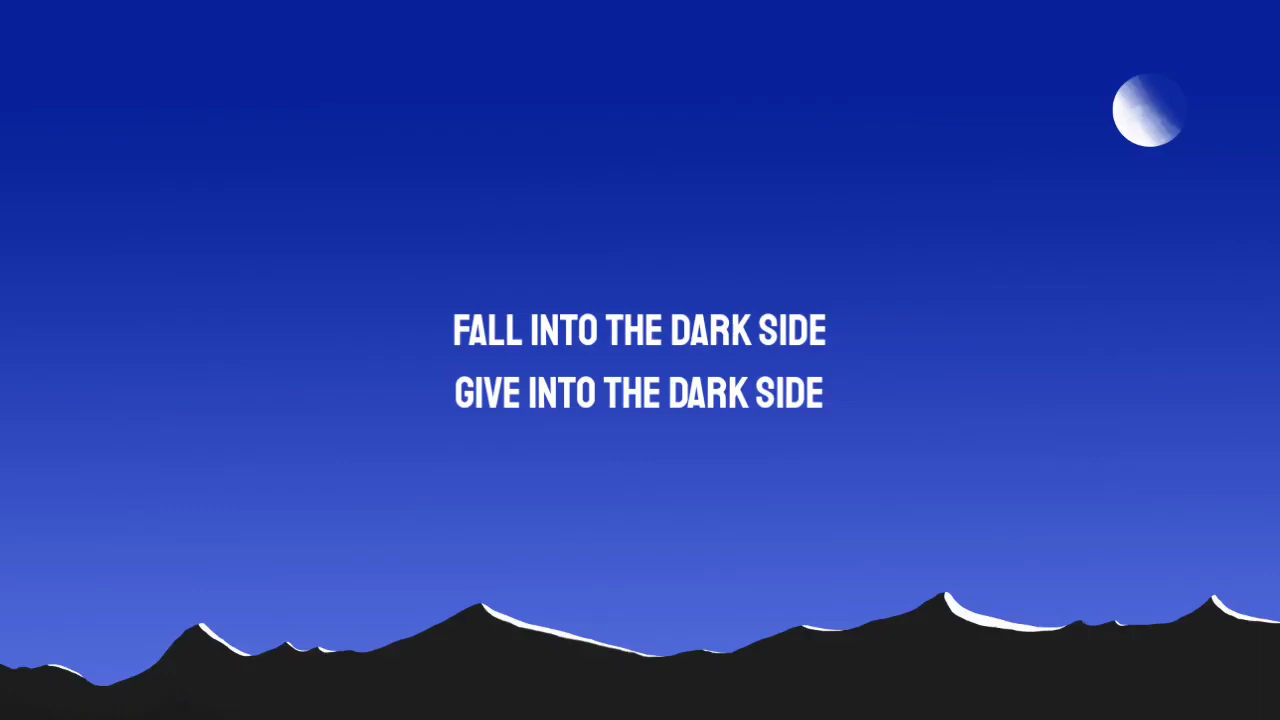 FALL INTO THE DARK SIDE
GIVE INTO THE DARK SIDE